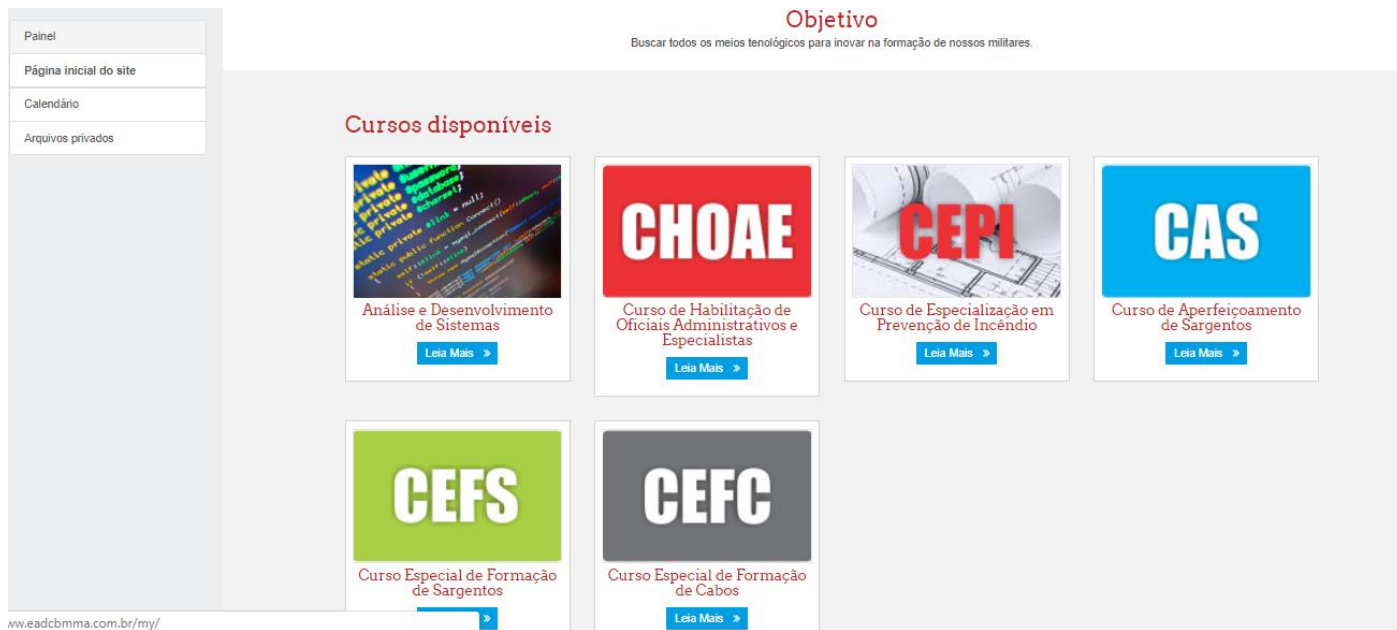 Painel
Página inicial do site
Calendário
Arquivos privados
Objetivo
Buscar todos os meios tenológicos para inovar na formação de nossos militares.
Cursos disponíveis
Análise e Desenvolvimento
de Sistemas
Leia Mais »
CHOAE
Curso de Habilitação de
Oficiais Administrativos e
Especialistas
Leia Mais »
CEPI
Curso de Especialização em
Prevenção de Incêndio
Leia Mais »
CAS
Curso de Aperfeiçoamento
de Sargentos
Leia Mais »
CEFS
Curso Especial de Formação
de Sargentos
»
CEFC
Curso Especial de Formação
de Cabos
Leia Mais »
ww.eadcbmma.com.br/my/